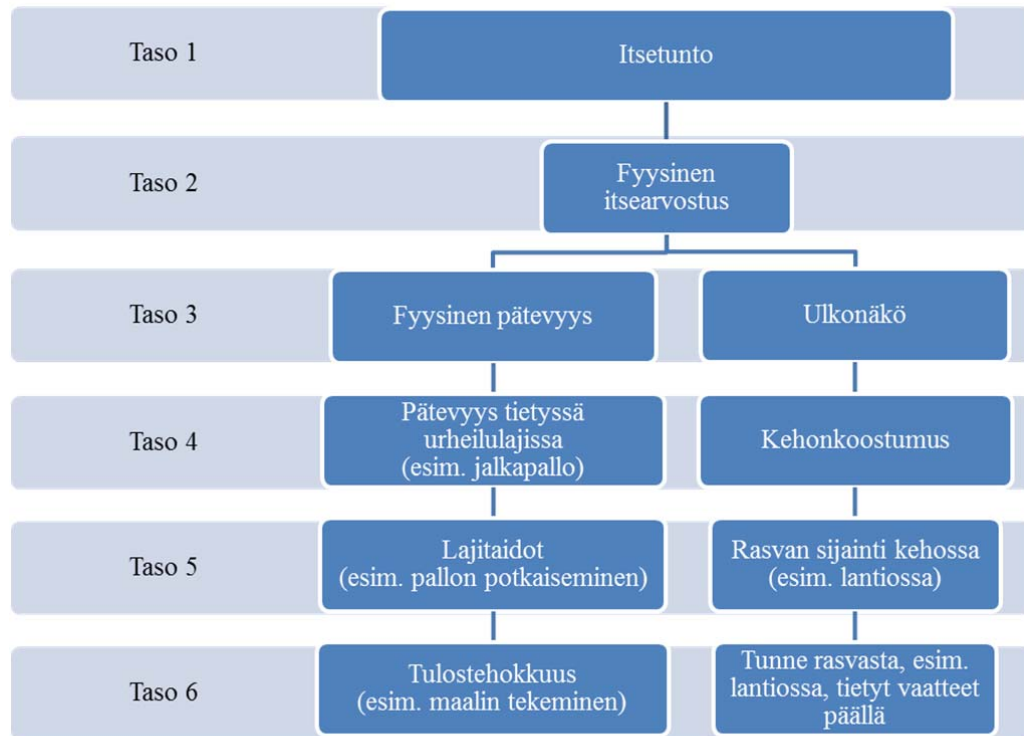 Taso 1
Itsetunto
Taso 2
Fyysinen
itsearvostus
Taso 3
Fyysinen pätevyys
Ulkonäkö
Taso 4
Pätevyys tietyssä
urheilulajissa
(esim. jalkapallo)
Kehonkoostumus
Taso 5
Lajitaidot
(esim. pallon potkaiseminen)
Rasvan sijainti kehossa
(esim. lantiossa)
Taso 6
Tulostehokkuus
(esim. maalin tekeminen)
Tunne rasvasta, esim.
lantiossa, tietyt vaatteet
päällä